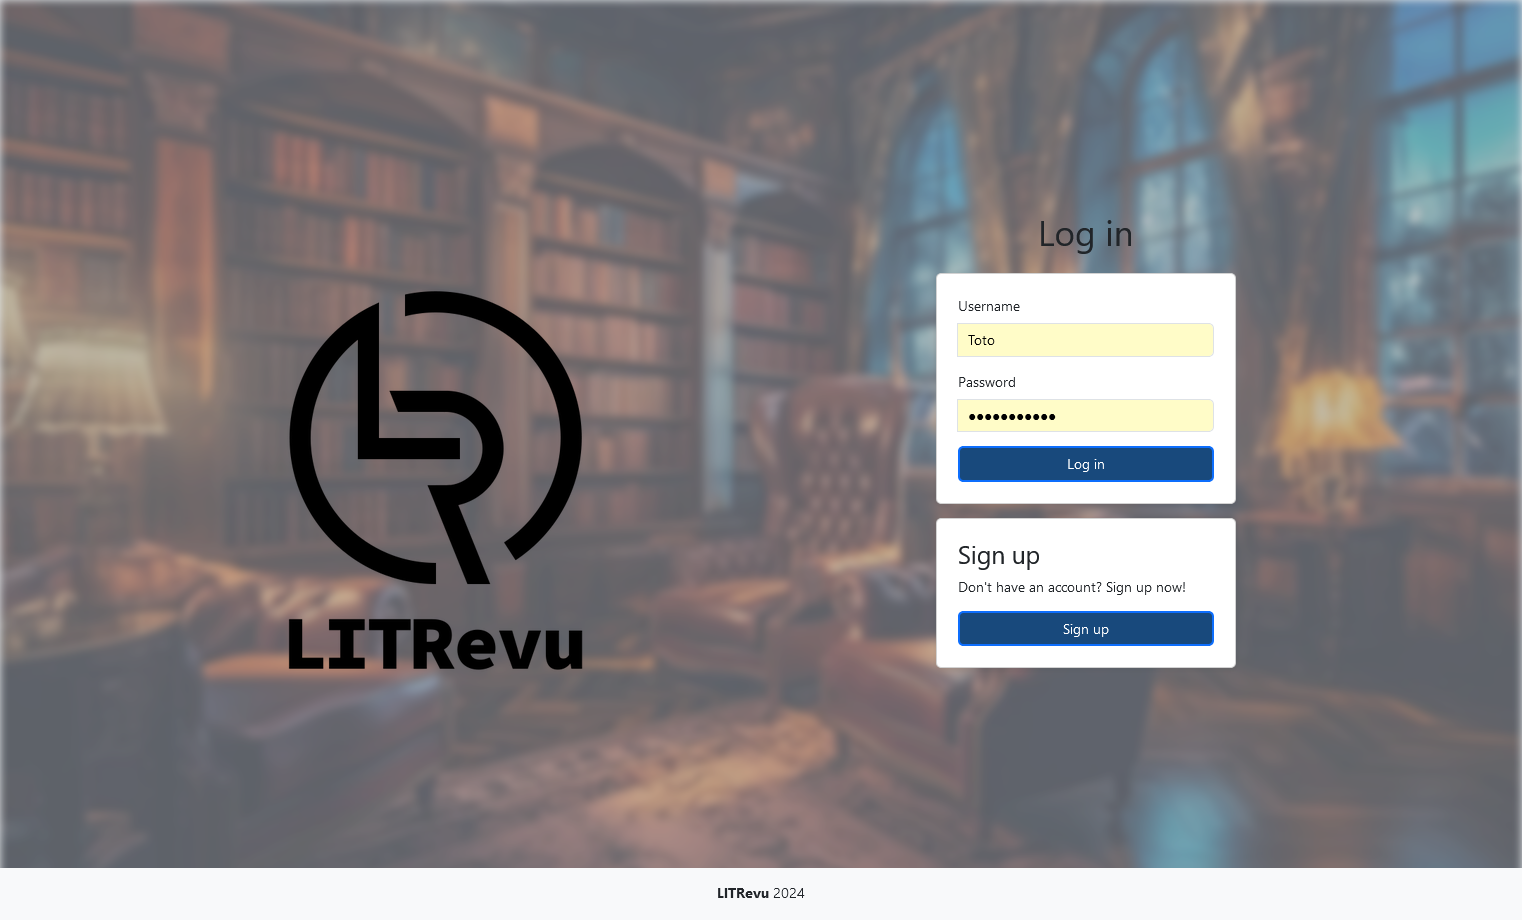 LITRevu
Log in
Username
Toto
Password
•••••••••••
Log in
Sign up
Don't have an account? Sign up now!
Sign up
LITRevu 2024